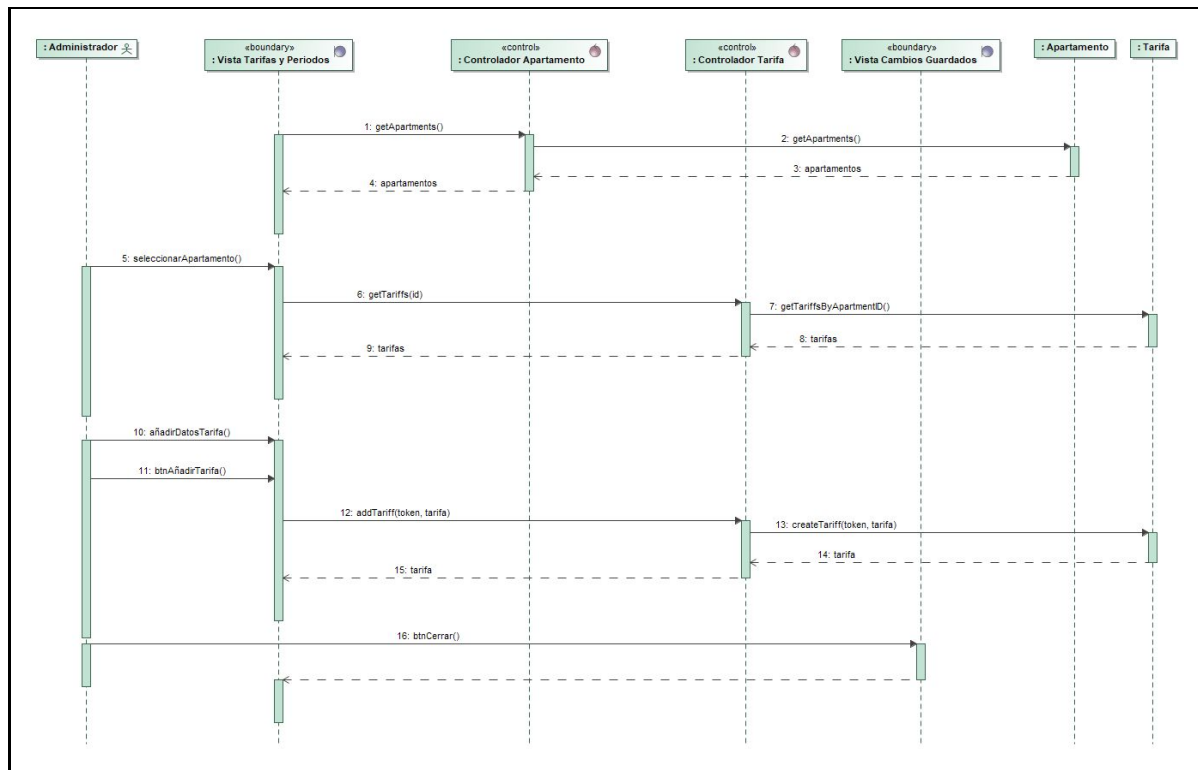 : Administrador
«boundary»
: Vista Tarifas y Periodos
«control»
: Controlador Apartamento
«control»
: Controlador Tarifa
«boundary»
: Vista Cambios Guardados
: Apartamento
: Tarifa
1: getApartments()
2: getApartments()
3: apartamentos
4: apartamentos
5: seleccionarApartamento()
6: getTariffs(id)
7: getTariffsByApartmentID()
8: tarifas
9: tarifas
10: añadirDatosTarifa()
11: btnAñadirTarifa()
12: addTariff(token, tarifa)
13: createTariff(token, tarifa)
14: tarifa
15: tarifa
16: btnCerrar()